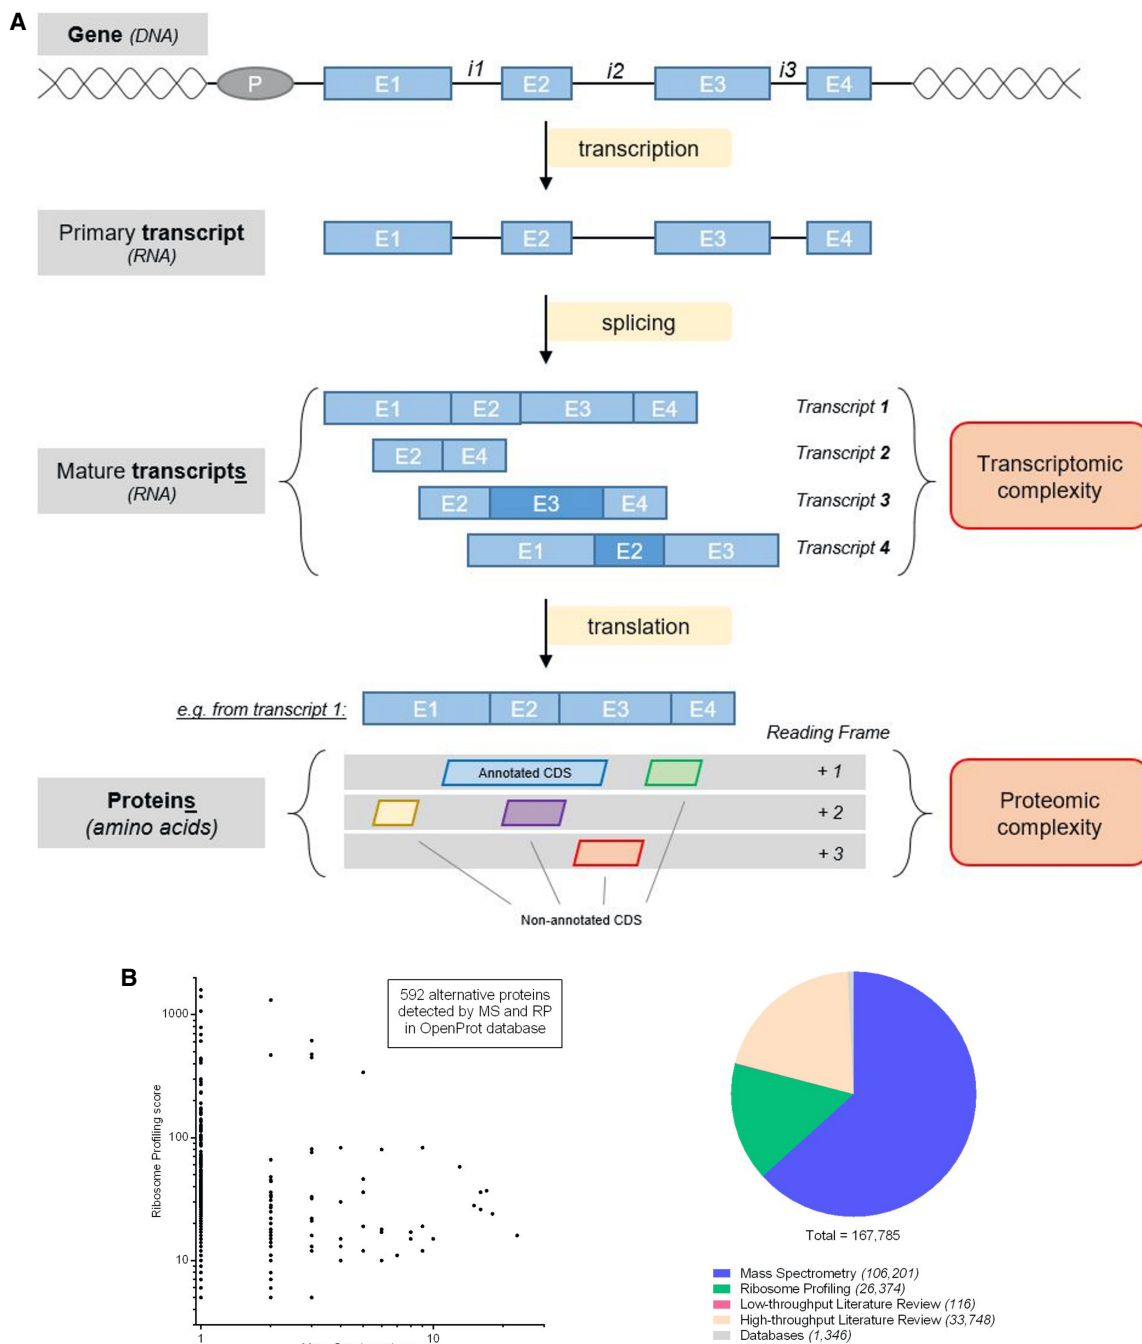 A
Gene (DNA)
P
E1
i1
E2
i2
E3
i3
E4
transcription
Primary transcript
(RNA)
E1
E2
E3
E4
splicing
Mature transcripts
(RNA)
E1 E2 E3 E4
Transcript 1
E2 E4
Transcript 2
E2 E3 E4
Transcript 3
E1 E2 E3
Transcript 4
Transcriptomic
complexity
translation
e.g. from transcript 1:
E1 E2 E3 E4
Reading Frame
Proteins
(amino acids)
Annotated CDS
+ 1
+ 2
+ 3
Non-annotated CDS
Proteomic
complexity
B
592 alternative proteins
detected by MS and RP
in OpenProt database
Ribosome Profiling score
1000
100
10
1
10
Total = 167,785
Mass Spectrometry (106,201)
Ribosome Profiling (26,374)
Low-throughput Literature Review (116)
High-throughput Literature Review (33,748)
Databases (1,346)